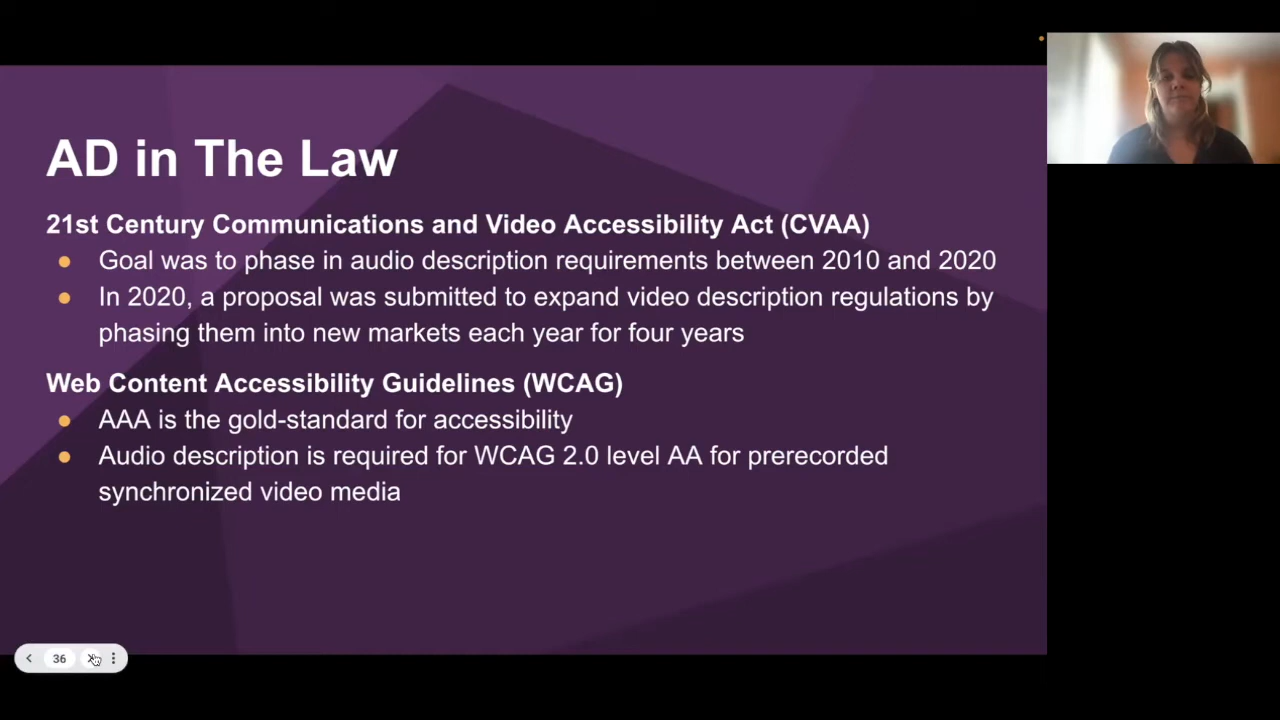 AD in The Law
21st Century Communications and Video Accessibility Act (CVAA)
Goal was to phase in audio description requirements between 2010 and 2020
In 2020, a proposal was submitted to expand video description regulations by
phasing them into new markets each year for four years
Web Content Accessibility Guidelines (WCAG)
AAA is the gold-standard for accessibility
Audio description is required for WCAG 2.0 level AA for prerecorded
synchronized video media
36